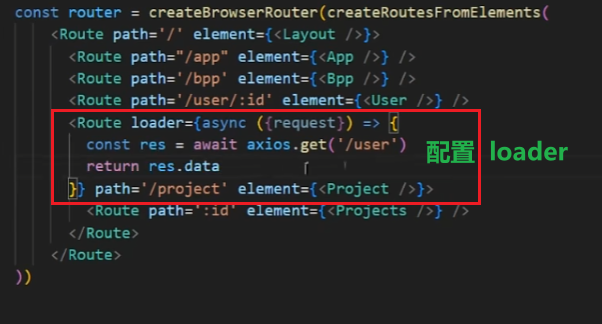 const router = createBrowserRouter(createRoutesFromElements(
<Route path='/' element={<Layout />}>
<Route path="/app" element={<App />} />
<Route path='/bpp' element={<Bpp />} />
<Route path='/user/:id' element={<User />} />
<Route loader={async ({request}) => {
const res = await axios.get('/user')
return res.data
}} path='/project' element={<Project />}>
配置 loader
<Route path=':id' element={<Projects />} />
</Route>
</Route>
))